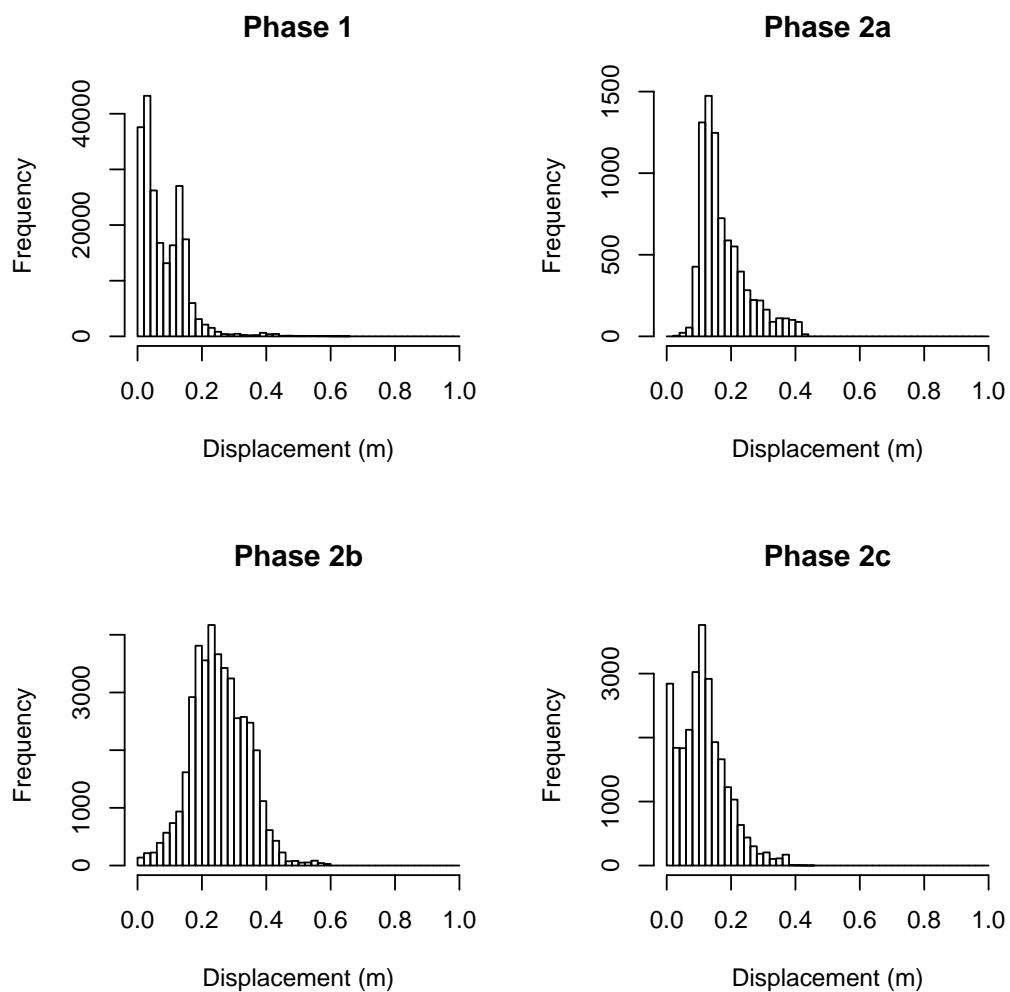 Phase 1
Frequency
0 20000 40000
0.0 0.2 0.4 0.6 0.8 1.0
Displacement (m)
Phase 2a
Frequency
0 500 1000 1500
0.0 0.2 0.4 0.6 0.8 1.0
Displacement (m)
Phase 2b
Frequency
0 1000 3000
0.0 0.2 0.4 0.6 0.8 1.0
Displacement (m)
Phase 2c
Frequency
0 1000 3000
0.0 0.2 0.4 0.6 0.8 1.0
Displacement (m)